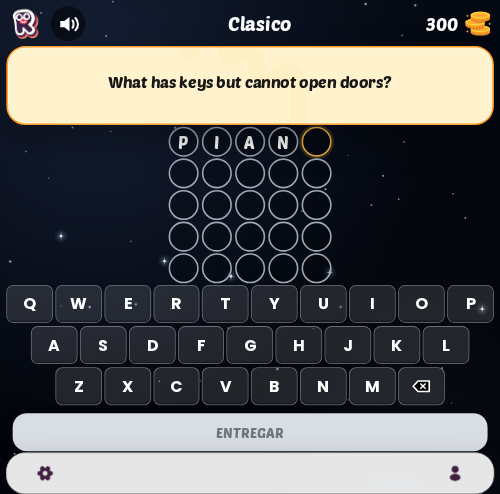 Clasico
300
What has keys but cannot open doors?
P I A N
Q W E R T Y U I O P
A S D F G H J K L
Z X C V B N M
ENTREGAR